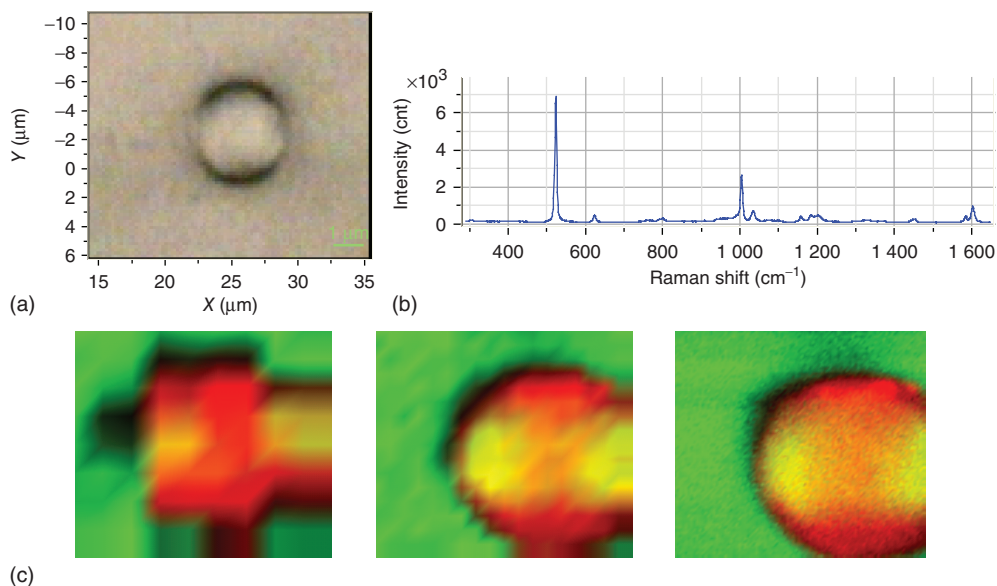 −10
−8
−6
−4
−2
0
2
4
6
Y (μm)
15 20 25 30 35
X (μm)
1 μm
(a)
×10³
6
4
2
0
Intensity (cnt)
400 600 800 1 000 1 200 1 400 1 600
Raman shift (cm⁻¹)
(b)
(c)